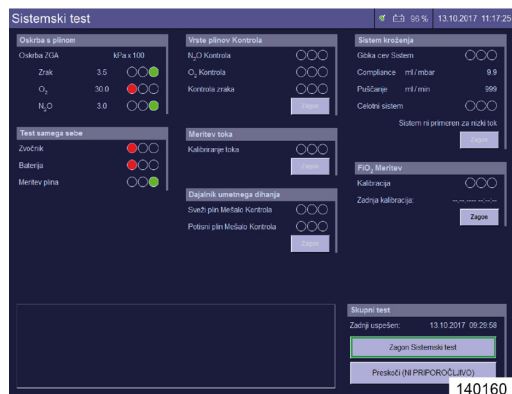 Sistemski test
96 %
13.10.2017 11:17:25
Oskrba s plinom
Oskrba ZGA kPa x 100
Zrak 3.5
O₂ 30.0
N₂O 3.0
Test samega sebe
Zvočnik
Baterija
Meritev plina
Vrste plinov Kontrola
N₂O Kontrola
O₂ Kontrola
Kontrola zraka
Zagon
Meritev toka
Kalibriranje toka
Zagon
Dajalnik umetnega dihanja
Sveži plin Mešalo Kontrola
Potisni plin Mešalo Kontrola
Zagon
Sistem kroženja
Gibka cev Sistem
Compliance ml/mbar 9.9
Puščanje ml/min 999
Celotni sistem
Sistem ni primeren za nizki tok
Zagon
FiO₂ Meritev
Kalibracija
Zadnja kalibracija: --.--.---- --:--:--
Zagon
Skupni test
Zadnji uspešen: 13.10.2017 09:29:58
Zagon Sistemski test
Preskoči (NI PRIPOROČLJIVO)
140160